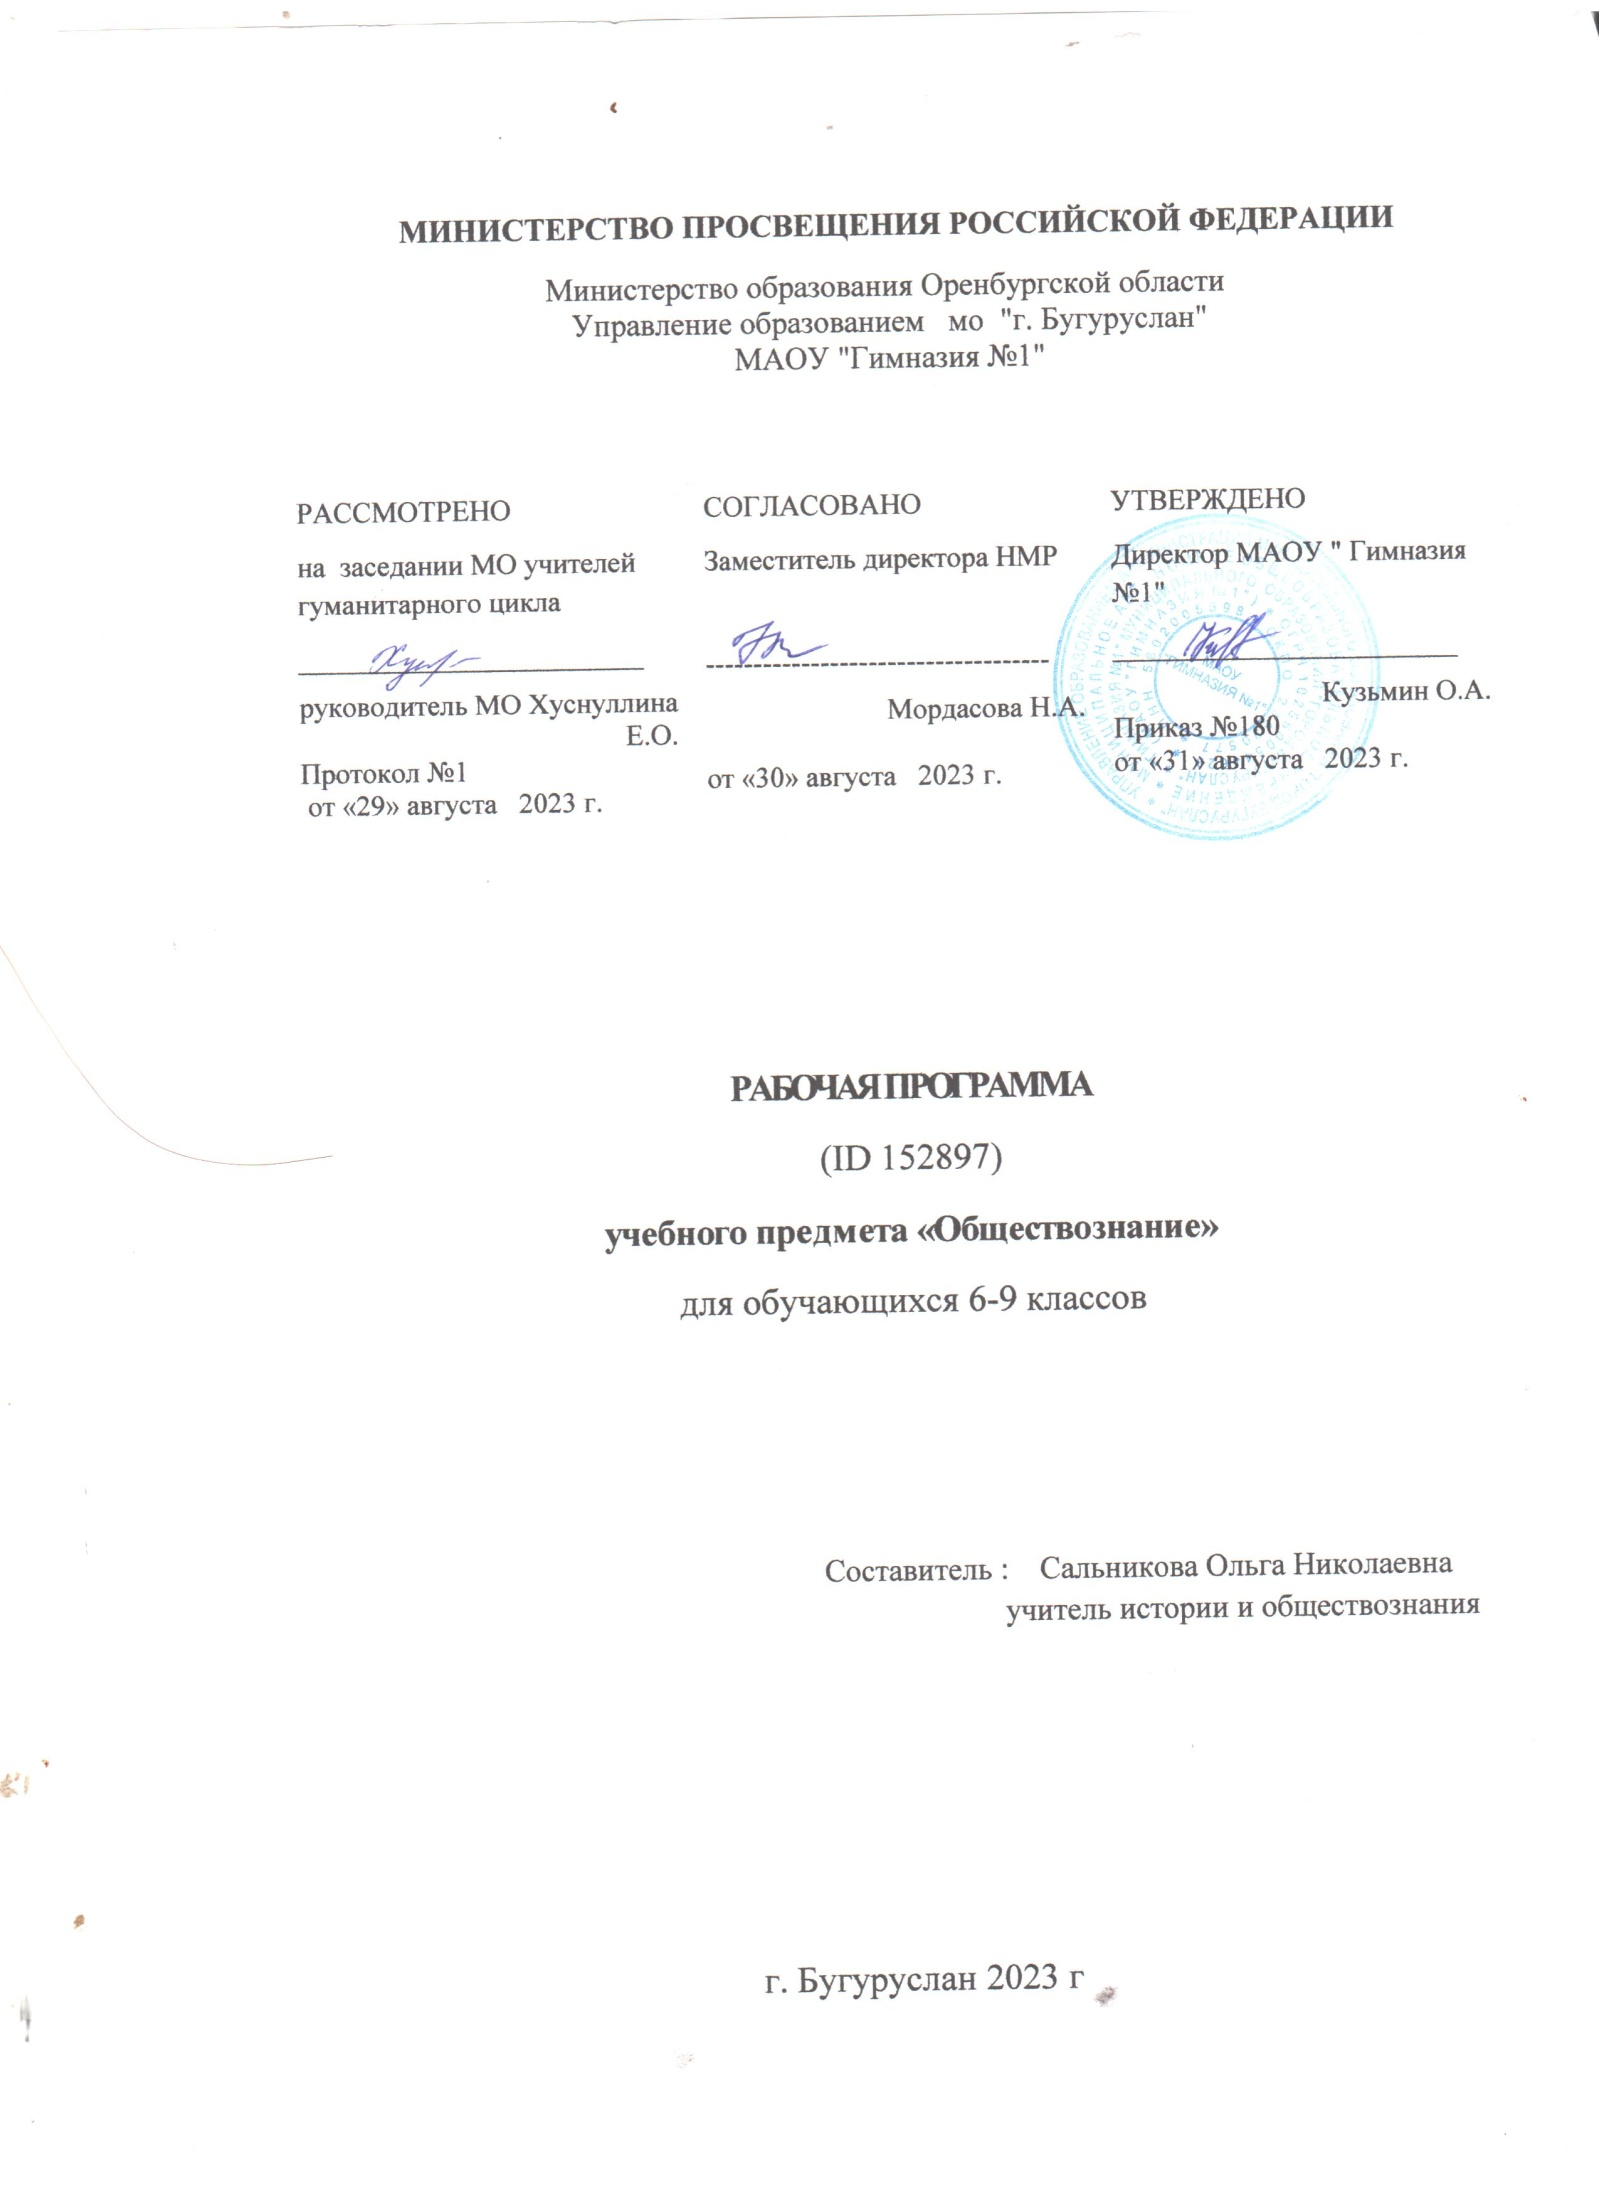 МИНИСТЕРСТВО ПРОСВЕЩЕНИЯ РОССИЙСКОЙ ФЕДЕРАЦИИ
Министерство образования Оренбургской области
Управление образованием мо "г. Бугуруслан"
МАОУ "Гимназия №1"
РАССМОТРЕНО
на заседании МО учителей
гуманитарного цикла
руководитель МО Хуснуллина
Е.О.
Протокол №1
от «29» августа 2023 г.
СОГЛАСОВАНО
Заместитель директора НМР
Мордасова Н.А.
от «30» августа 2023 г.
УТВЕРЖДЕНО
Директор МАОУ " Гимназия
№1"
Кузьмин О.А.
Приказ №180
от «31» августа 2023 г.
МАОУ
"ГИМНАЗИЯ №1"
РАБОЧАЯ ПРОГРАММА
(ID 152897)
учебного предмета «Обществознание»
для обучающихся 6-9 классов
Составитель : Сальникова Ольга Николаевна
учитель истории и обществознания
г. Бугуруслан 2023 г